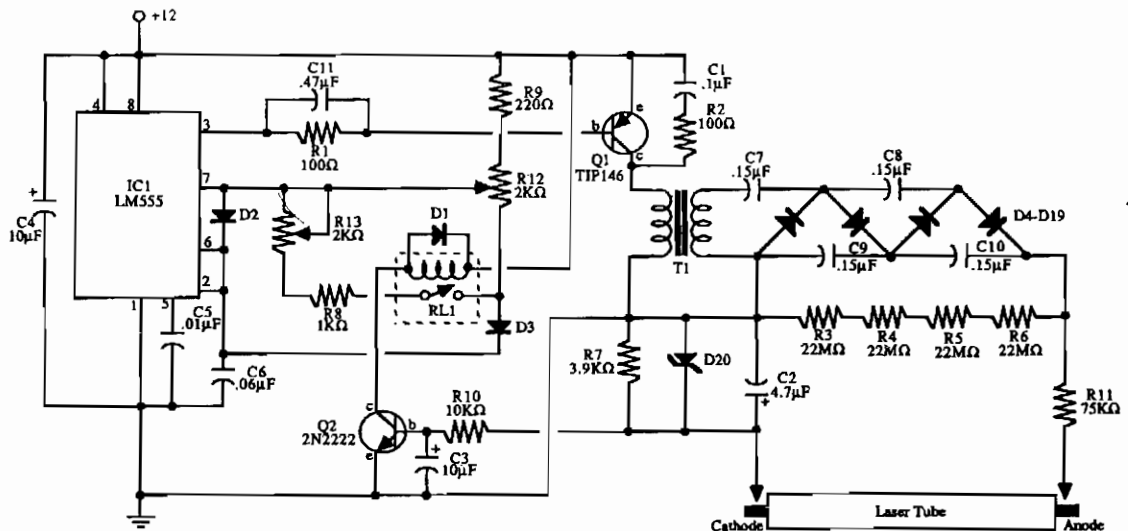 +12
C11
.47µF
R1
100Ω
4
8
3
IC1
LM555
7
6
2
1
5
+
C4
10µF
C5
.01µF
C6
.06µF
D2
R13
2KΩ
R8
1KΩ
D1
RL1
R9
220Ω
R12
2KΩ
D3
C1
.1µF
R2
100Ω
e
b
c
Q1
TIP146
T1
C7
.15µF
C8
.15µF
D4-D19
C9
.15µF
C10
.15µF
R3
22MΩ
R4
22MΩ
R5
22MΩ
R6
22MΩ
R7
3.9KΩ
D20
C2
4.7µF
+
R11
75KΩ
c
b
e
Q2
2N2222
R10
10KΩ
+
C3
10µF
Laser Tube
Cathode
Anode